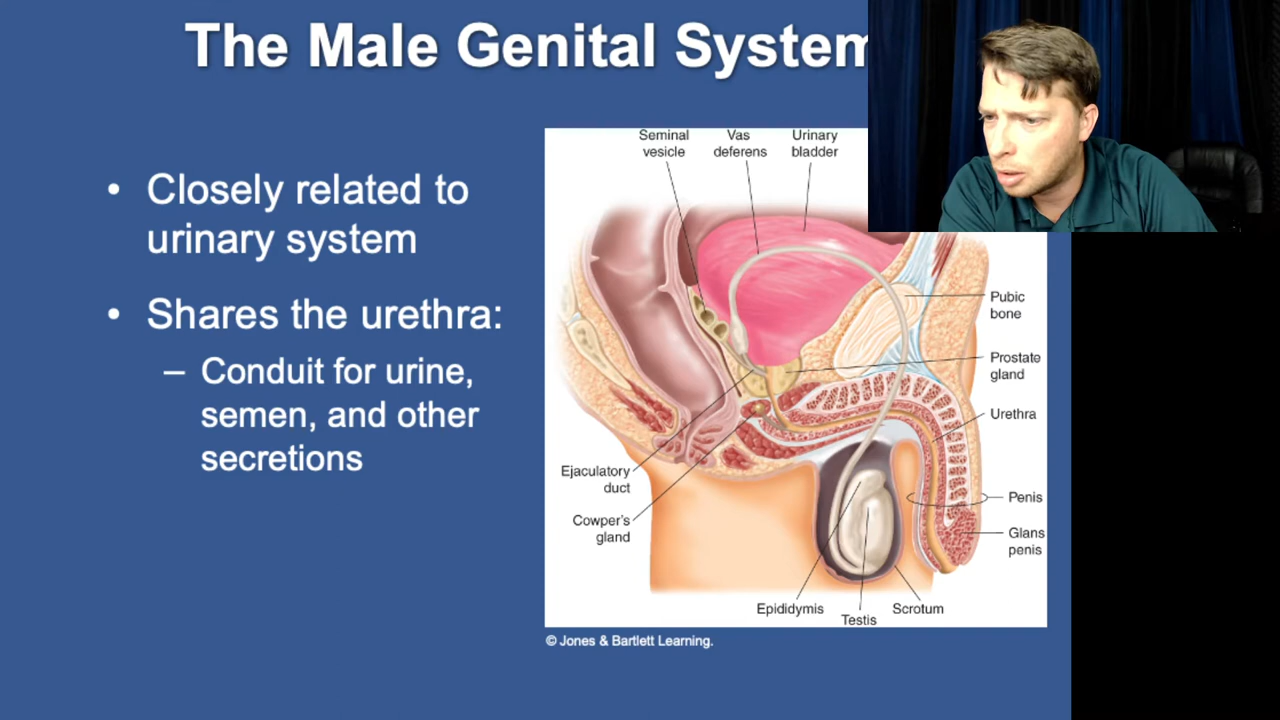 The Male Genital System
• Closely related to
urinary system
• Shares the urethra:
– Conduit for urine,
semen, and other
secretions
Seminal
vesicle
Vas
deferens
Urinary
bladder
Pubic
bone
Prostate
gland
Urethra
Penis
Glans
penis
Ejaculatory
duct
Cowper's
gland
Epididymis
Testis
Scrotum
© Jones & Bartlett Learning.